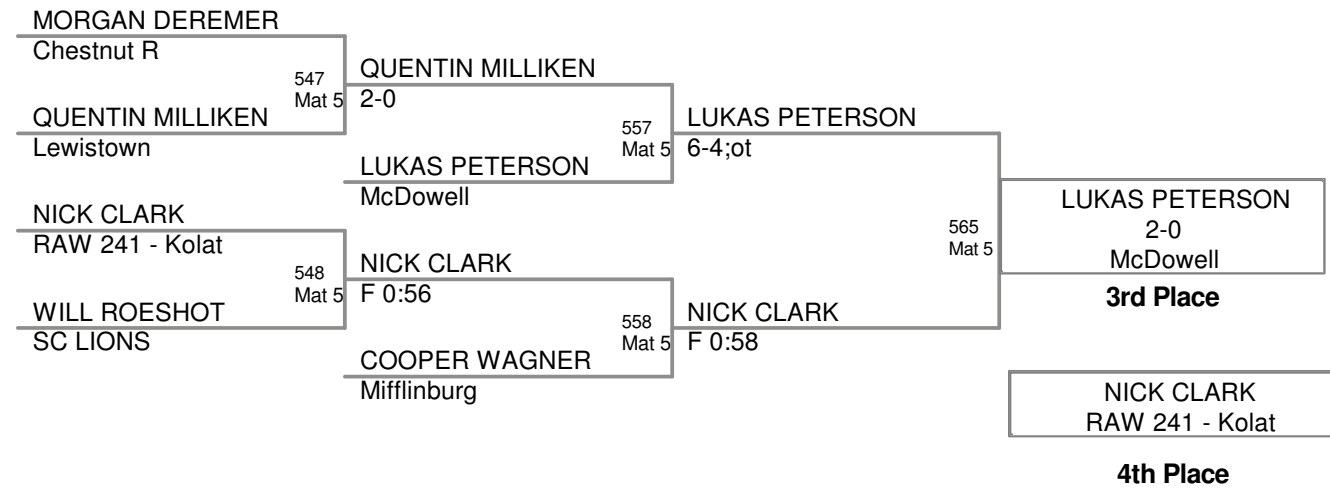 MORGAN DEREMER
Chestnut R
547
Mat 5
QUENTIN MILLIKEN
2-0
QUENTIN MILLIKEN
Lewistown
557
Mat 5
LUKAS PETERSON
6-4;ot
LUKAS PETERSON
McDowell
NICK CLARK
RAW 241 - Kolat
565
Mat 5
LUKAS PETERSON
2-0
McDowell
3rd Place
548
Mat 5
NICK CLARK
F 0:56
WILL ROESHOT
SC LIONS
558
Mat 5
NICK CLARK
F 0:58
COOPER WAGNER
Mifflinburg
NICK CLARK
RAW 241 - Kolat
4th Place